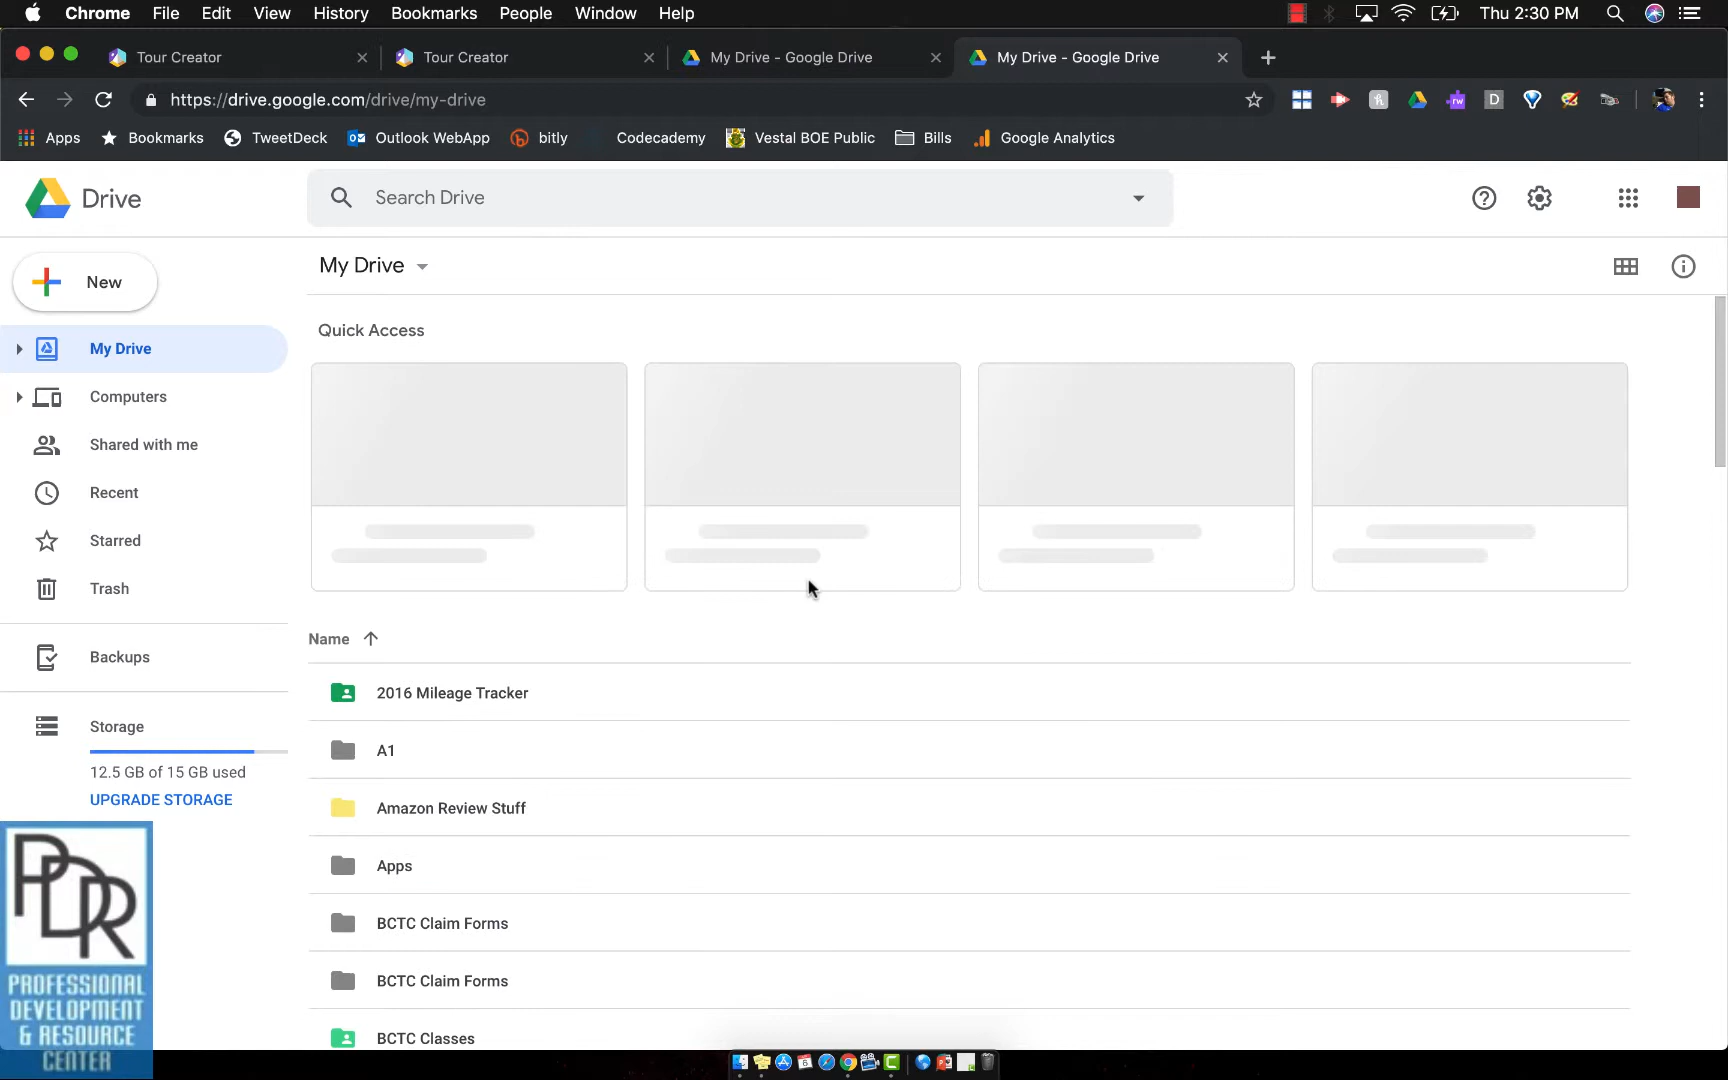 Chrome File Edit View History Bookmarks People Window Help Thu 2:30 PM
Tour Creator Tour Creator My Drive - Google Drive My Drive - Google Drive
https://drive.google.com/drive/my-drive
Apps Bookmarks TweetDeck Outlook WebApp bitly Codecademy Vestal BOE Public Bills Google Analytics
Drive
Search Drive
New
My Drive
Computers
Shared with me
Recent
Starred
Trash
Backups
Storage
12.5 GB of 15 GB used
UPGRADE STORAGE
My Drive
Quick Access
Name
2016 Mileage Tracker
A1
Amazon Review Stuff
Apps
BCTC Claim Forms
BCTC Claim Forms
BCTC Classes
PDR
PROFESSIONAL
DEVELOPMENT
& RESOURCE
CENTER